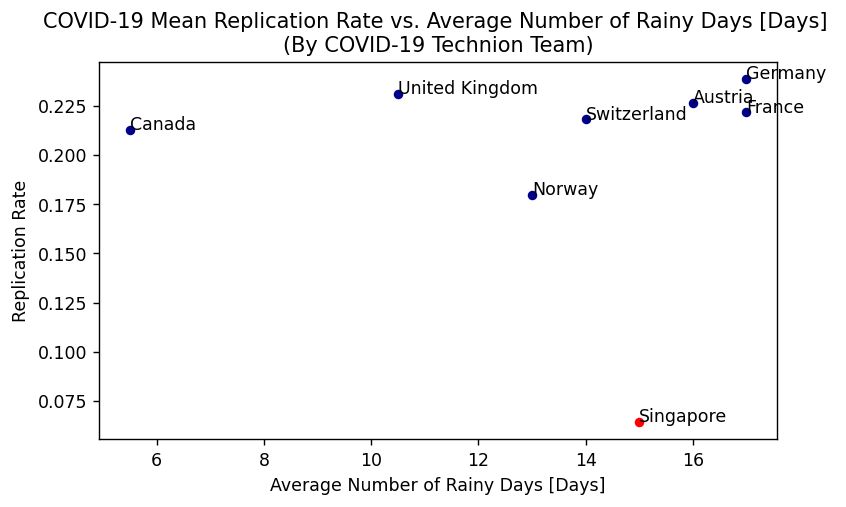 COVID-19 Mean Replication Rate vs. Average Number of Rainy Days [Days]
(By COVID-19 Technion Team)
Germany
Austria
France
United Kingdom
Switzerland
Canada
Norway
Singapore
0.225
0.200
0.175
0.150
0.125
0.100
0.075
Replication Rate
6 8 10 12 14 16
Average Number of Rainy Days [Days]